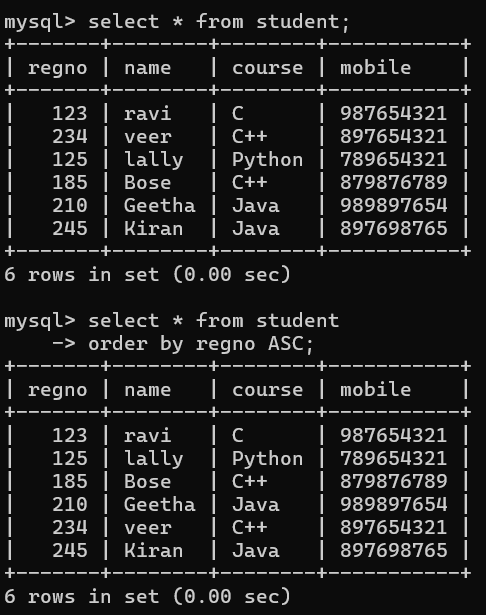 mysql> select * from student;
+-------+--------+--------+-----------+
| regno | name   | course | mobile    |
+-------+--------+--------+-----------+
|   123 | ravi   | C      | 987654321 |
|   234 | veer   | C++    | 897654321 |
|   125 | lally  | Python | 789654321 |
|   185 | Bose   | C++    | 879876789 |
|   210 | Geetha | Java   | 989897654 |
|   245 | Kiran  | Java   | 897698765 |
+-------+--------+--------+-----------+
6 rows in set (0.00 sec)

mysql> select * from student
    -> order by regno ASC;
+-------+--------+--------+-----------+
| regno | name   | course | mobile    |
+-------+--------+--------+-----------+
|   123 | ravi   | C      | 987654321 |
|   125 | lally  | Python | 789654321 |
|   185 | Bose   | C++    | 879876789 |
|   210 | Geetha | Java   | 989897654 |
|   234 | veer   | C++    | 897654321 |
|   245 | Kiran  | Java   | 897698765 |
+-------+--------+--------+-----------+
6 rows in set (0.00 sec)